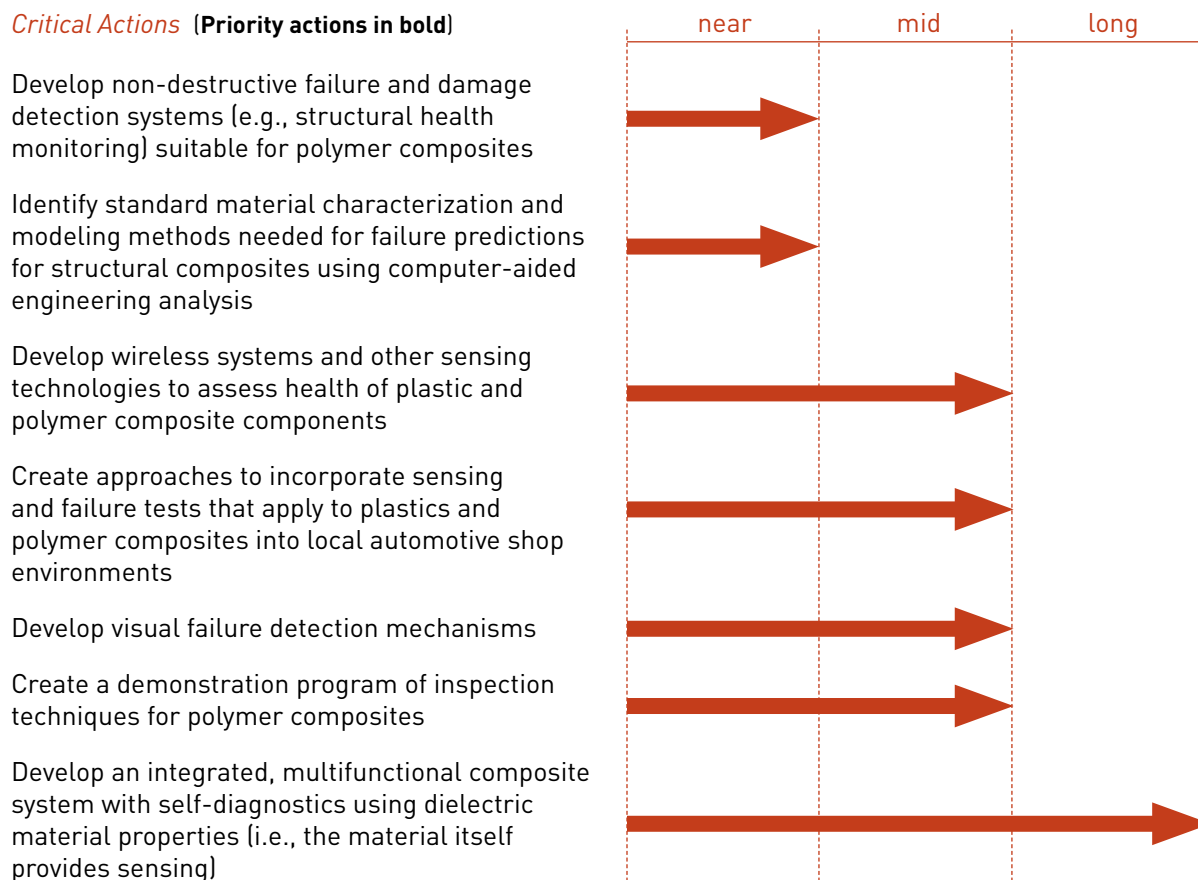 Critical Actions (Priority actions in bold)
near mid long
Develop non-destructive failure and damage
detection systems (e.g., structural health
monitoring) suitable for polymer composites
Identify standard material characterization and
modeling methods needed for failure predictions
for structural composites using computer-aided
engineering analysis
Develop wireless systems and other sensing
technologies to assess health of plastic and
polymer composite components
Create approaches to incorporate sensing
and failure tests that apply to plastics and
polymer composites into local automotive shop
environments
Develop visual failure detection mechanisms
Create a demonstration program of inspection
techniques for polymer composites
Develop an integrated, multifunctional composite
system with self-diagnostics using dielectric
material properties (i.e., the material itself
provides sensing)